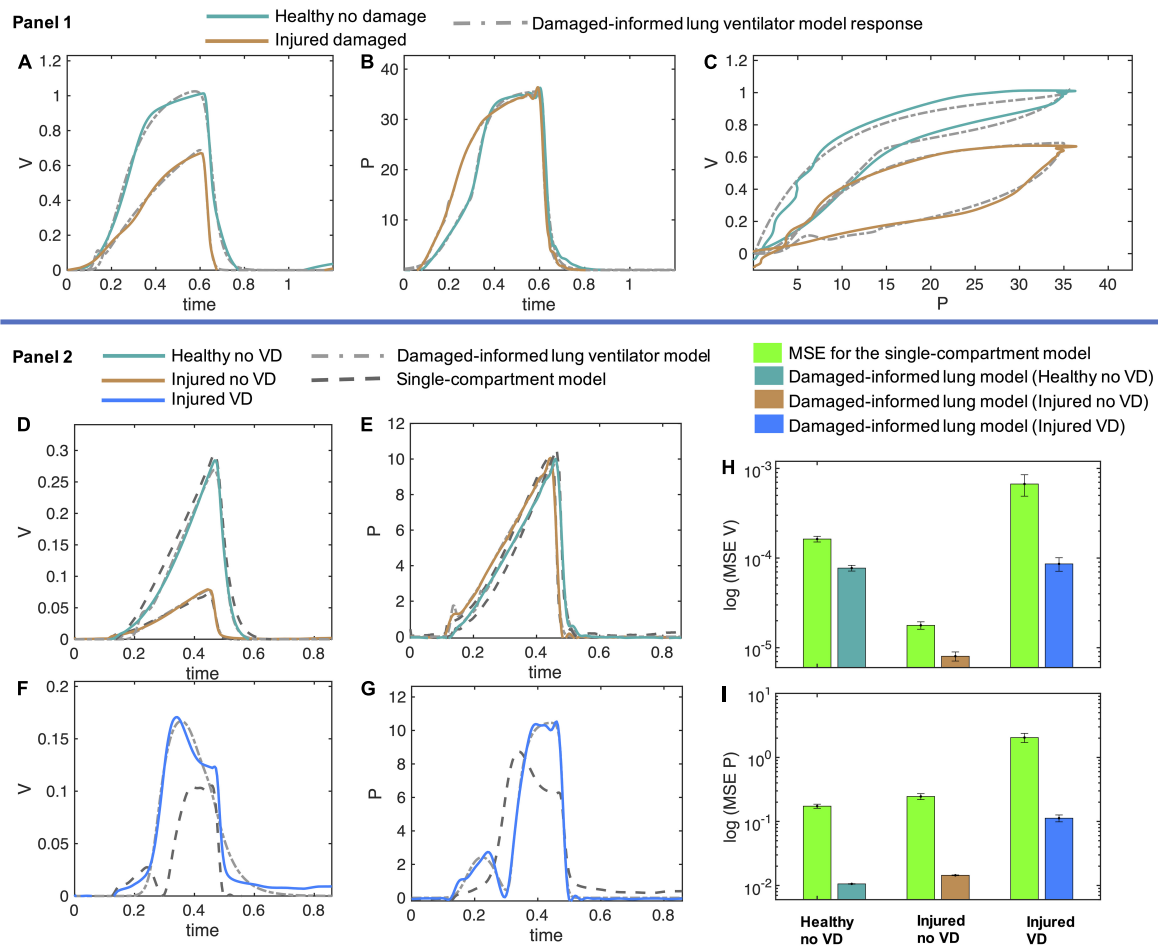 Panel 1
Healthy no damage
Injured damaged
Damaged-informed lung ventilator model response
A
1.2
1
0.8
0.6
0.4
0.2
0
V
0 0.2 0.4 0.6 0.8 1
time
B
40
30
20
10
P
0 0.2 0.4 0.6 0.8 1
time
C
1.2
1
0.8
0.6
0.4
0.2
0
V
5 10 15 20 25 30 35 40
P
Panel 2
Healthy no VD
Injured no VD
Injured VD
Damaged-informed lung ventilator model
Single-compartment model
MSE for the single-compartment model
Damaged-informed lung model (Healthy no VD)
Damaged-informed lung model (Injured no VD)
Damaged-informed lung model (Injured VD)
D
0.3
0.25
0.2
0.15
0.1
0.05
0
V
0 0.2 0.4 0.6 0.8
time
E
12
10
8
6
4
2
0
P
0 0.2 0.4 0.6 0.8
time
F
0.2
0.15
0.1
0.05
0
V
0 0.2 0.4 0.6 0.8
time
G
12
10
8
6
4
2
0
P
0 0.2 0.4 0.6 0.8
time
H
10-3
10-4
10-5
log (MSE V)
I
101
100
10-1
10-2
log (MSE P)
Healthy no VD
Injured no VD
Injured VD